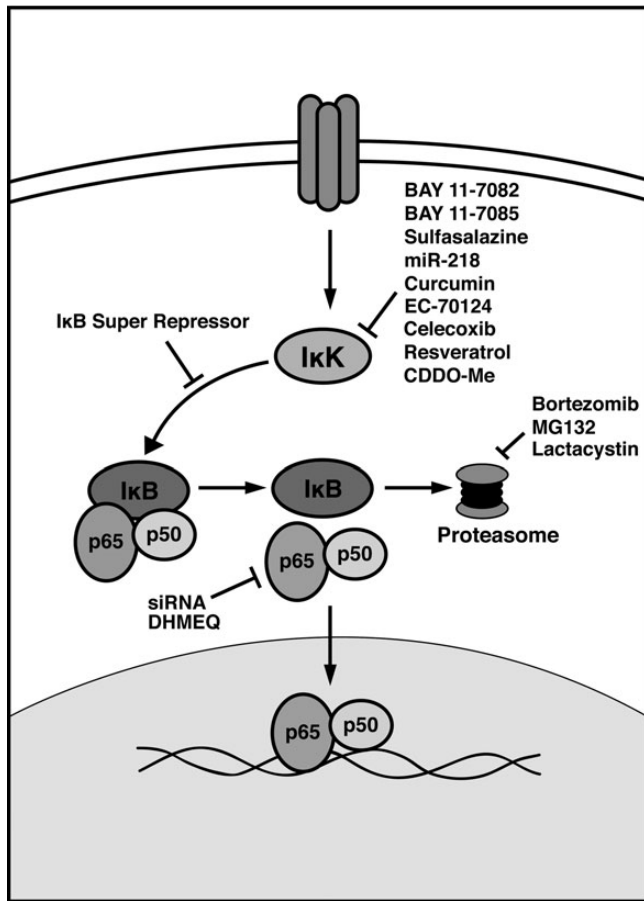 BAY 11-7082
BAY 11-7085
Sulfasalazine
miR-218
Curcumin
EC-70124
Celecoxib
Resveratrol
CDDO-Me
IκB Super Repressor
IκK
Bortezomib
MG132
Lactacystin
IκB
p65
p50
IκB
p65
p50
Proteasome
siRNA
DHMEQ
p65
p50